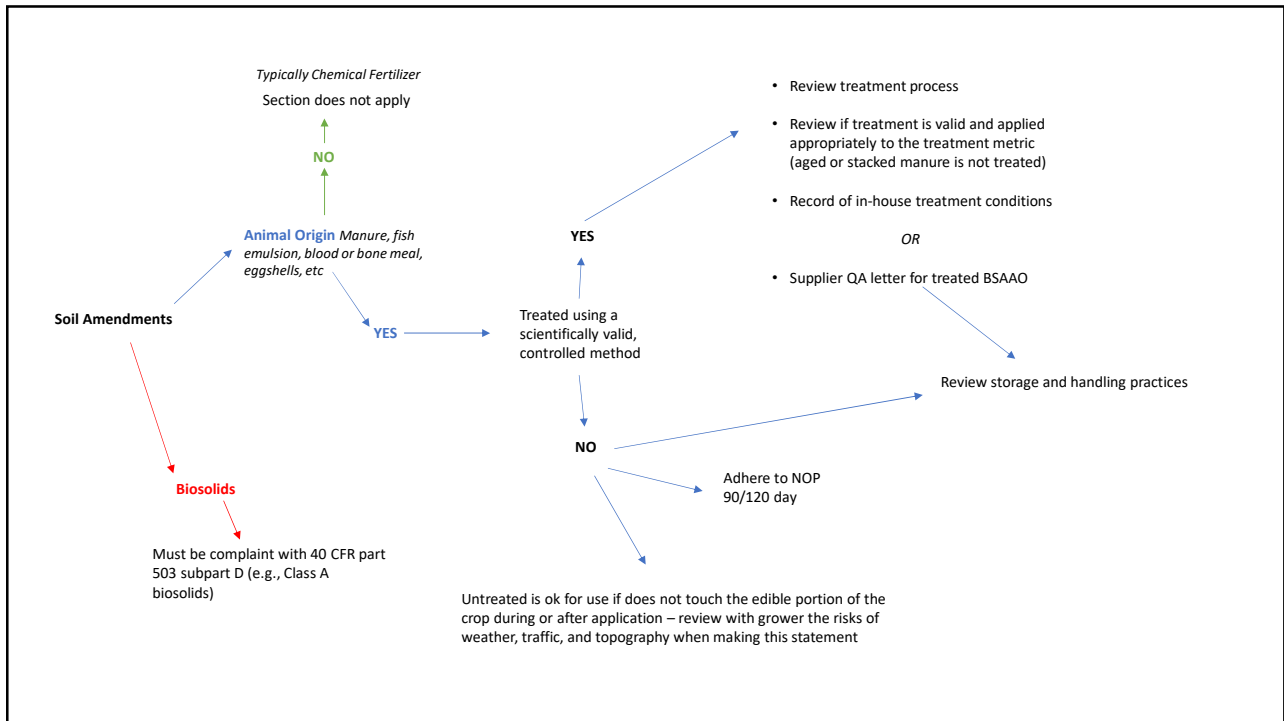 Typically Chemical Fertilizer
Section does not apply
NO
Animal Origin Manure, fish
emulsion, blood or bone meal,
eggshells, etc
YES
Soil Amendments
Biosolids
Must be complaint with 40 CFR part
503 subpart D (e.g., Class A
biosolids)
YES
Treated using a
scientifically valid,
controlled method
NO
• Review treatment process
• Review if treatment is valid and applied
appropriately to the treatment metric
(aged or stacked manure is not treated)
• Record of in-house treatment conditions
OR
• Supplier QA letter for treated BSAAO
Review storage and handling practices
Adhere to NOP
90/120 day
Untreated is ok for use if does not touch the edible portion of the
crop during or after application – review with grower the risks of
weather, traffic, and topography when making this statement